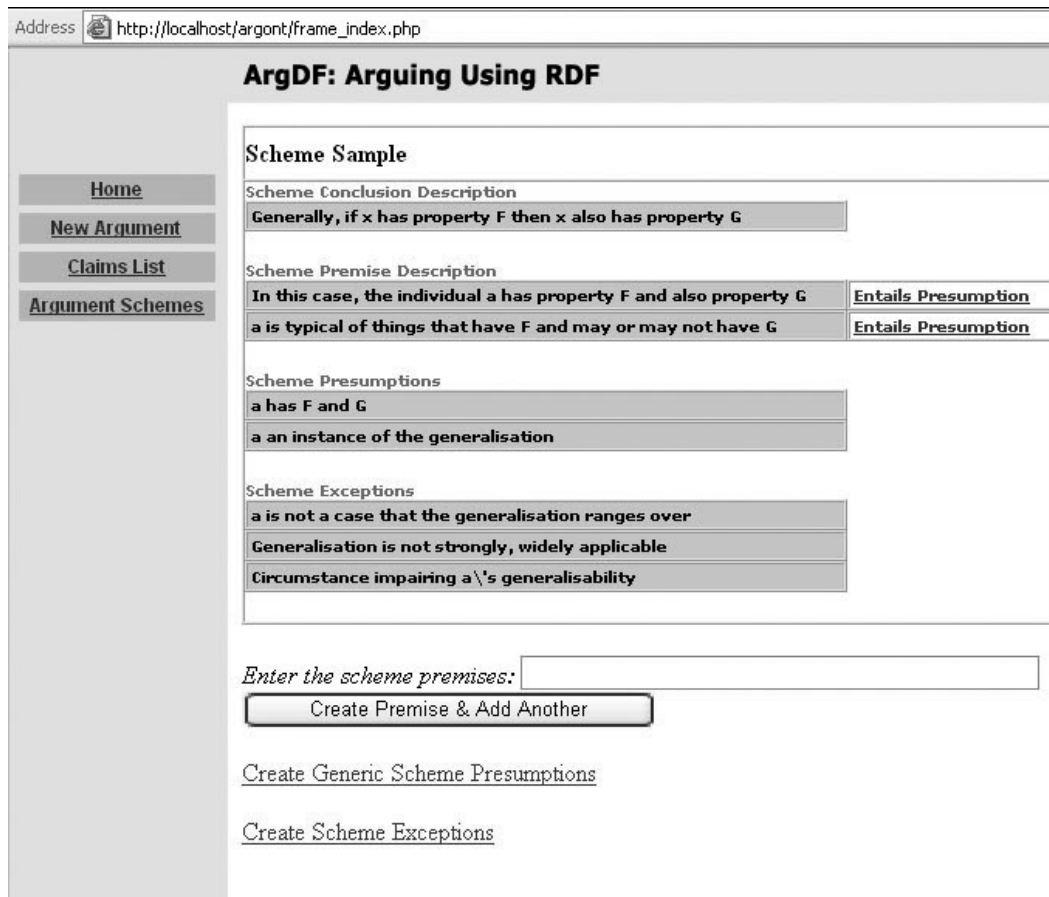 Address http://localhost/argont/frame_index.php
ArgDF: Arguing Using RDF
Home
New Argument
Claims List
Argument Schemes
Scheme Sample
Scheme Conclusion Description
Generally, if x has property F then x also has property G
Scheme Premise Description
In this case, the individual a has property F and also property G Entails Presumption
a is typical of things that have F and may or may not have G Entails Presumption
Scheme Presumptions
a has F and G
a an instance of the generalisation
Scheme Exceptions
a is not a case that the generalisation ranges over
Generalisation is not strongly, widely applicable
Circumstance impairing a\'s generalisability
Enter the scheme premises:
Create Premise & Add Another
Create Generic Scheme Presumptions
Create Scheme Exceptions